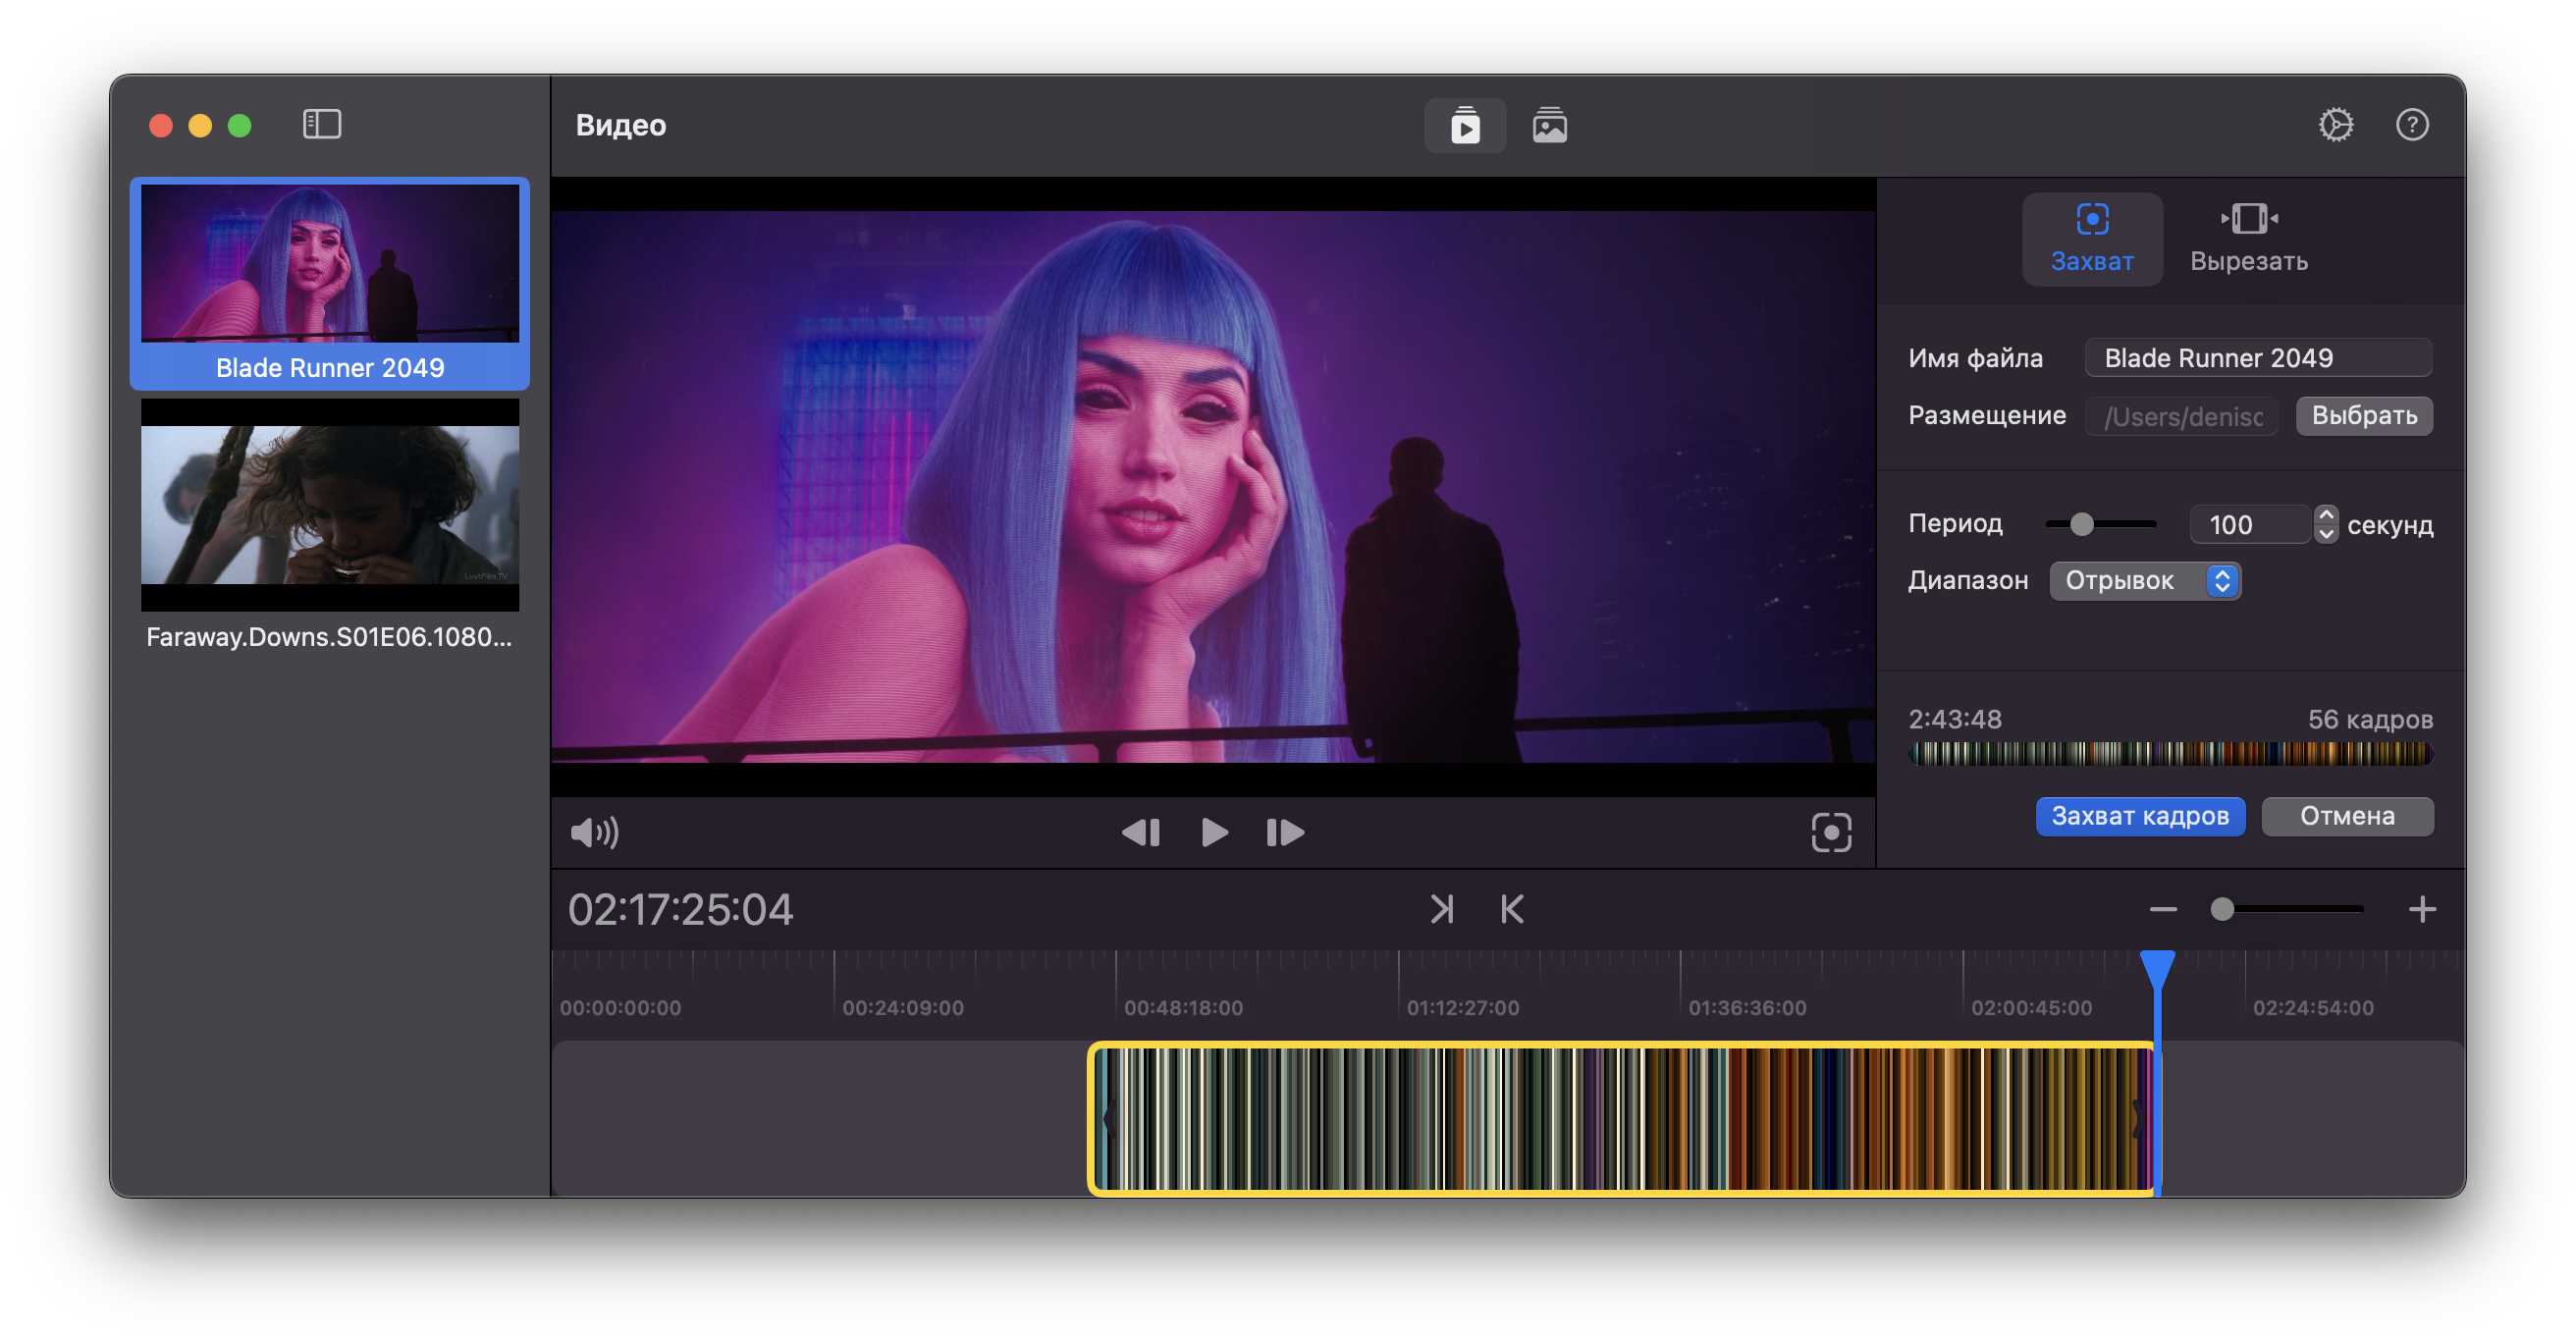 Видео
Blade Runner 2049
LostFilm.TV
Faraway.Downs.S01E06.1080...
Захват
Вырезать
Имя файла
Blade Runner 2049
Размещение
/Users/denisc
Выбрать
Период
100
секунд
Диапазон
Отрывок
2:43:48
56 кадров
Захват кадров
Отмена
02:17:25:04
00:00:00:00
00:24:09:00
00:48:18:00
01:12:27:00
01:36:36:00
02:00:45:00
02:24:54:00